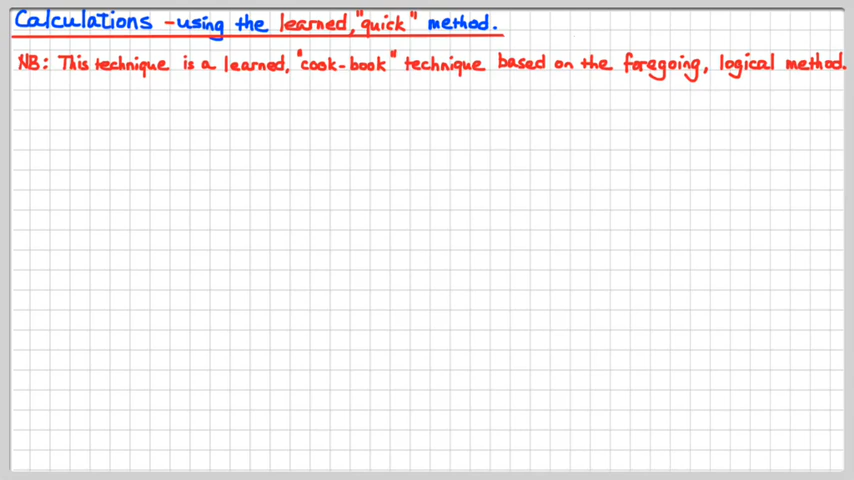 Calculations - using the learned, "quick" method.
NB: This technique is a learned, "cook-book" technique based on the foregoing, logical method.